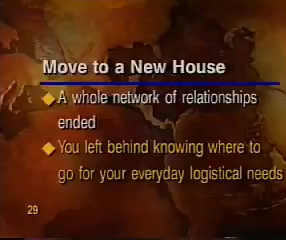 Move to a New House
◆A whole network of relationships
ended
◆You left behind knowing where to
go for your everyday logistical needs
29